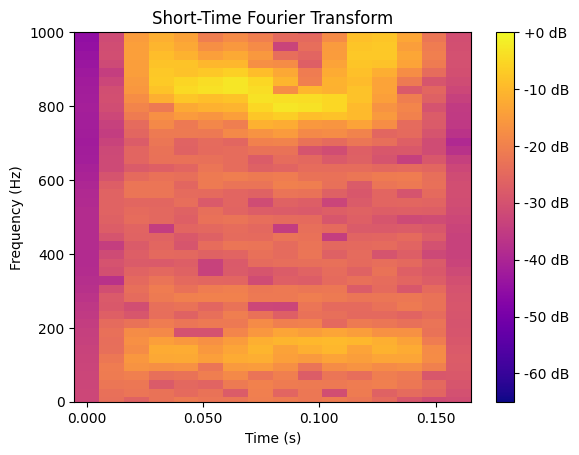 Short-Time Fourier Transform
1000
800
600
400
200
0
Frequency (Hz)
0.000
0.050
0.100
0.150
Time (s)
+0 dB
-10 dB
-20 dB
-30 dB
-40 dB
-50 dB
-60 dB